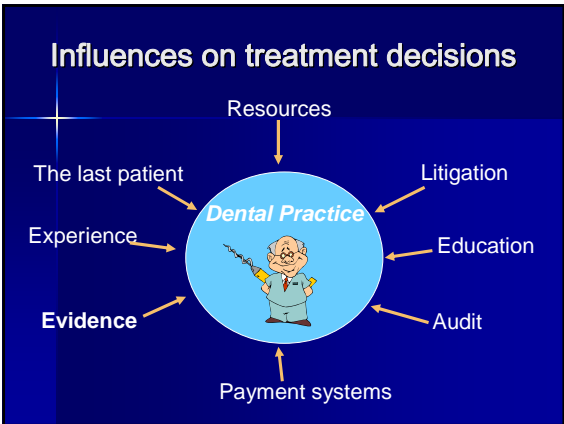 Influences on treatment decisions
Resources
The last patient
Litigation
Dental Practice
Experience
Education
Evidence
Audit
Payment systems